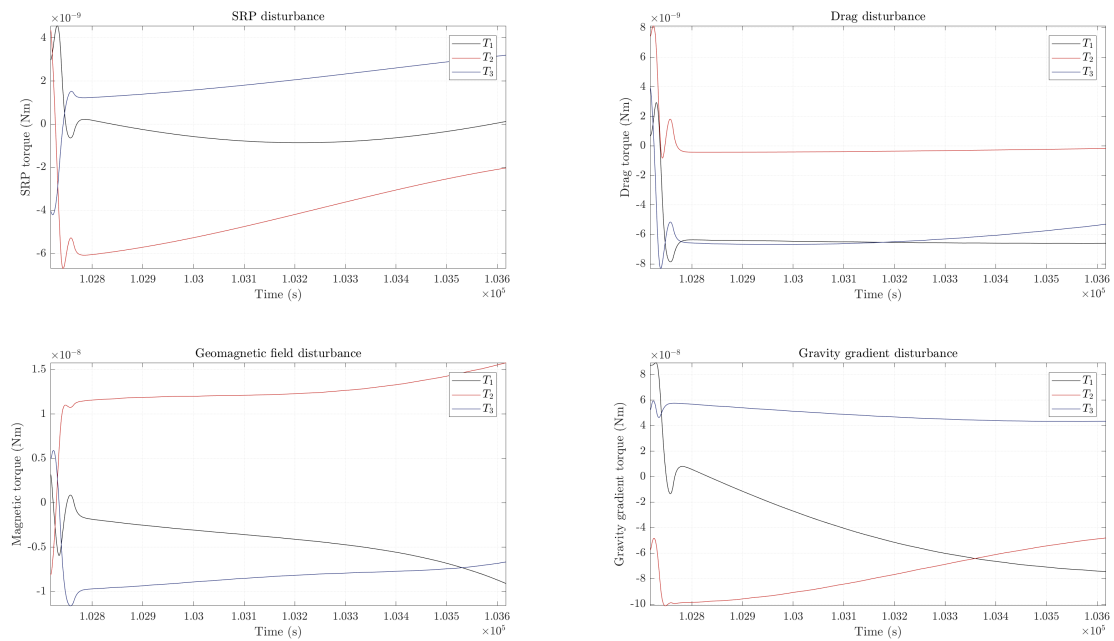 SRP disturbance
×10⁻⁹
4
2
0
-2
-4
-6
SRP torque (Nm)
1.028 1.029 1.03 1.031 1.032 1.033 1.034 1.035 1.036
Time (s)
×10⁵
T₁
T₂
T₃
Drag disturbance
×10⁻⁹
8
6
4
2
0
-2
-4
-6
-8
Drag torque (Nm)
1.028 1.029 1.03 1.031 1.032 1.033 1.034 1.035 1.036
Time (s)
×10⁵
T₁
T₂
T₃
Geomagnetic field disturbance
×10⁻⁸
1.5
1
0.5
0
-0.5
-1
Magnetic torque (Nm)
1.028 1.029 1.03 1.031 1.032 1.033 1.034 1.035 1.036
Time (s)
×10⁵
T₁
T₂
T₃
Gravity gradient disturbance
×10⁻⁸
8
6
4
2
0
-2
-4
-6
-8
-10
Gravity gradient torque (Nm)
1.028 1.029 1.03 1.031 1.032 1.033 1.034 1.035 1.036
Time (s)
×10⁵
T₁
T₂
T₃